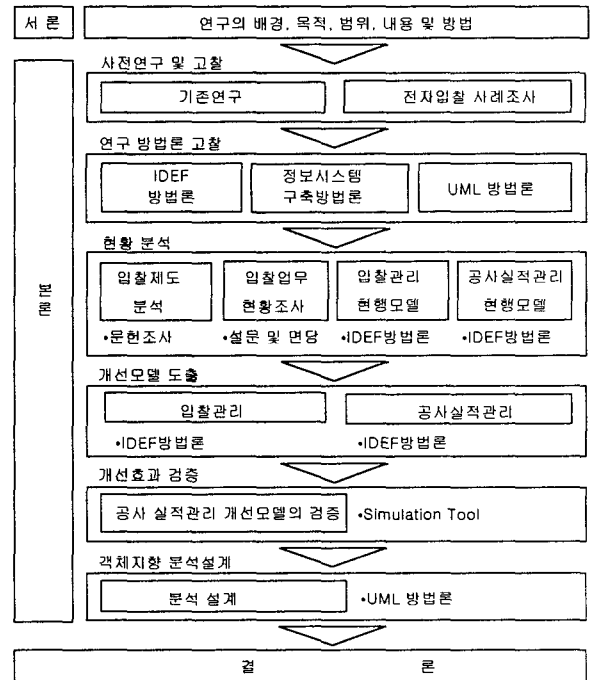 서 론
연구의 배경, 목적, 범위, 내용 및 방법
본
론
사전연구 및 고찰
기존연구
전자입찰 사례조사
연구 방법론 고찰
IDEF
방법론
정보시스템
구축방법론
UML 방법론
현황 분석
입찰제도
분석
입찰업무
현황조사
입찰관리
현행모델
공사실적관리
현행모델
•문헌조사
•설문 및 면담
•IDEF방법론
•IDEF방법론
개선모델 도출
입찰관리
공사실적관리
•IDEF방법론
•IDEF방법론
개선효과 검증
공사 실적관리 개선모델의 검증
•Simulation Tool
객체지향 분석설계
분석 설계
•UML 방법론
결 론